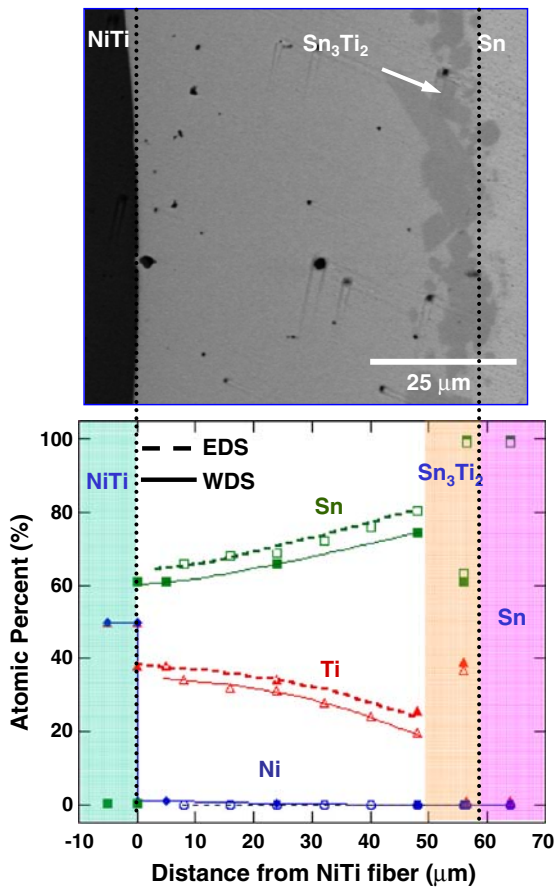 NiTi
Sn3Ti2
Sn
25 μm
100
80
60
40
20
0
Atomic Percent (%)
EDS
WDS
NiTi
Sn
Sn3Ti2
Sn
Ti
Ni
-10 0 10 20 30 40 50 60 70
Distance from NiTi fiber (μm)